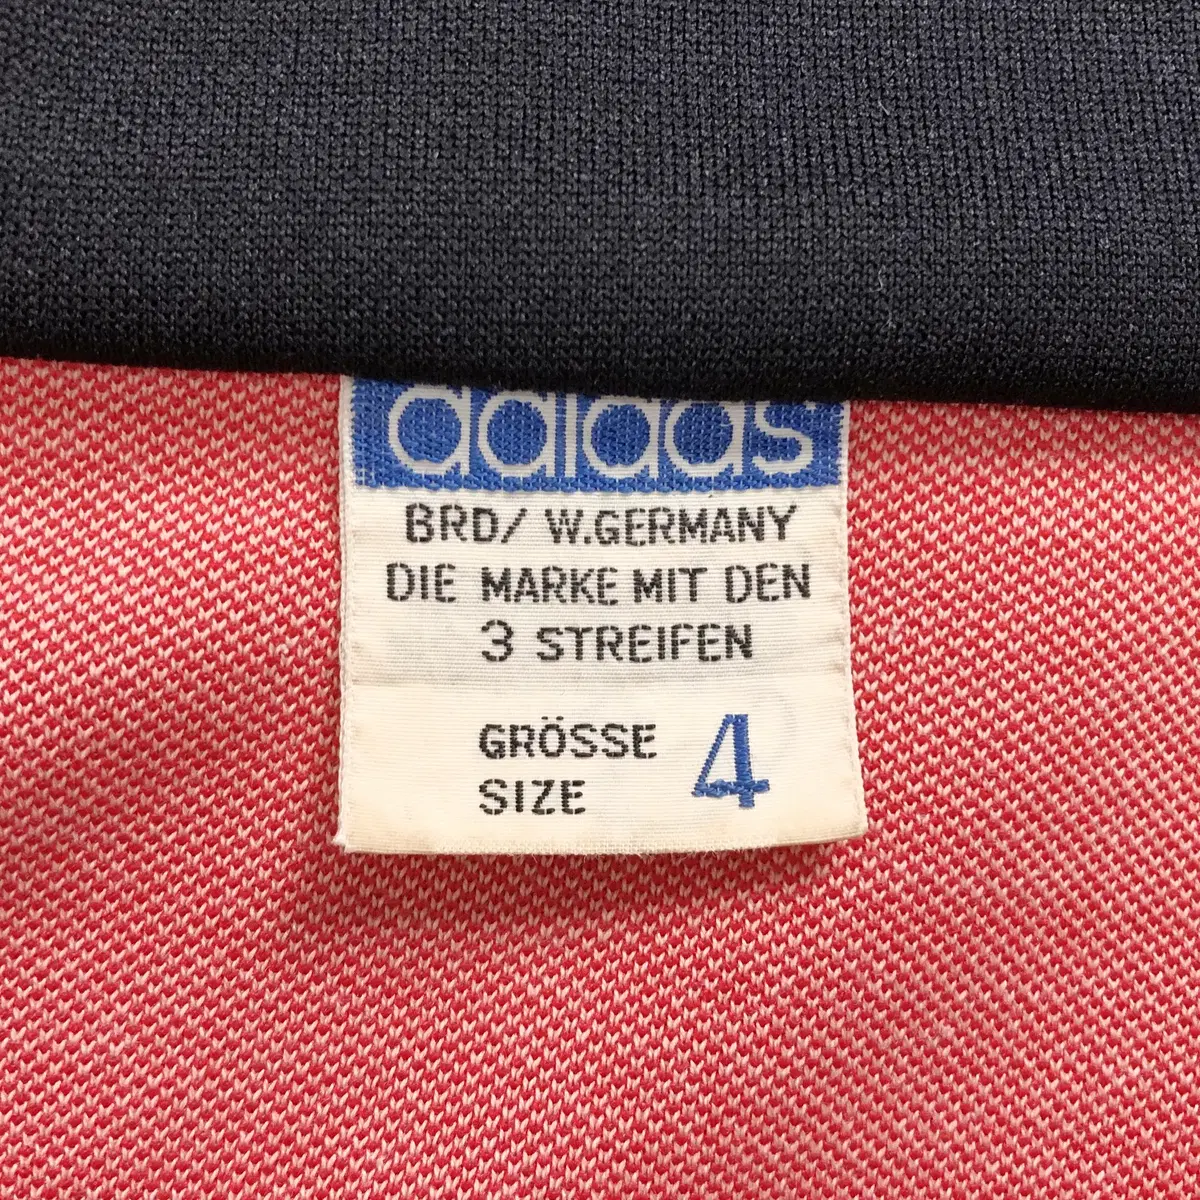 adidas
BRD/ W.GERMANY
DIE MARKE MIT DEN
3 STREIFEN
GRÖSSE
SIZE
4